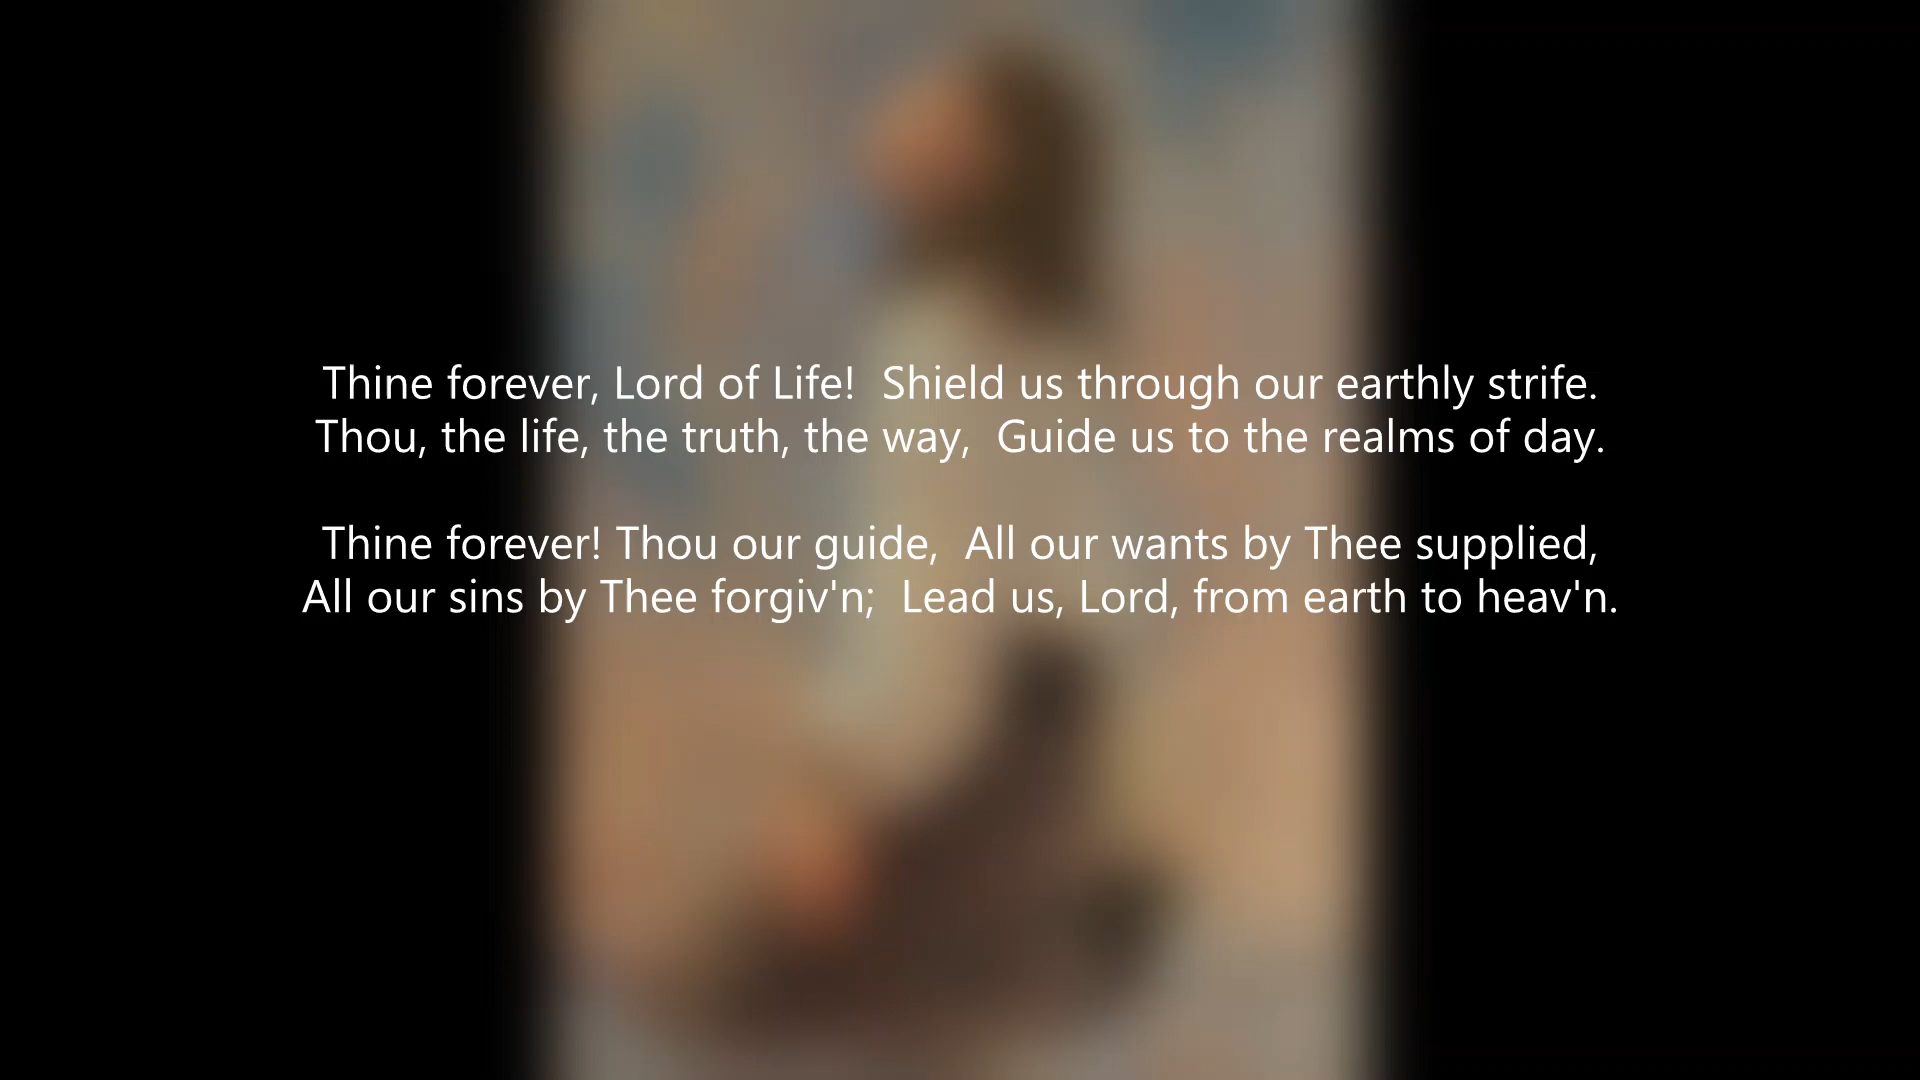 Thine forever, Lord of Life!  Shield us through our earthly strife.
Thou, the life, the truth, the way,  Guide us to the realms of day.

Thine forever! Thou our guide,  All our wants by Thee supplied,
All our sins by Thee forgiv'n;  Lead us, Lord, from earth to heav'n.